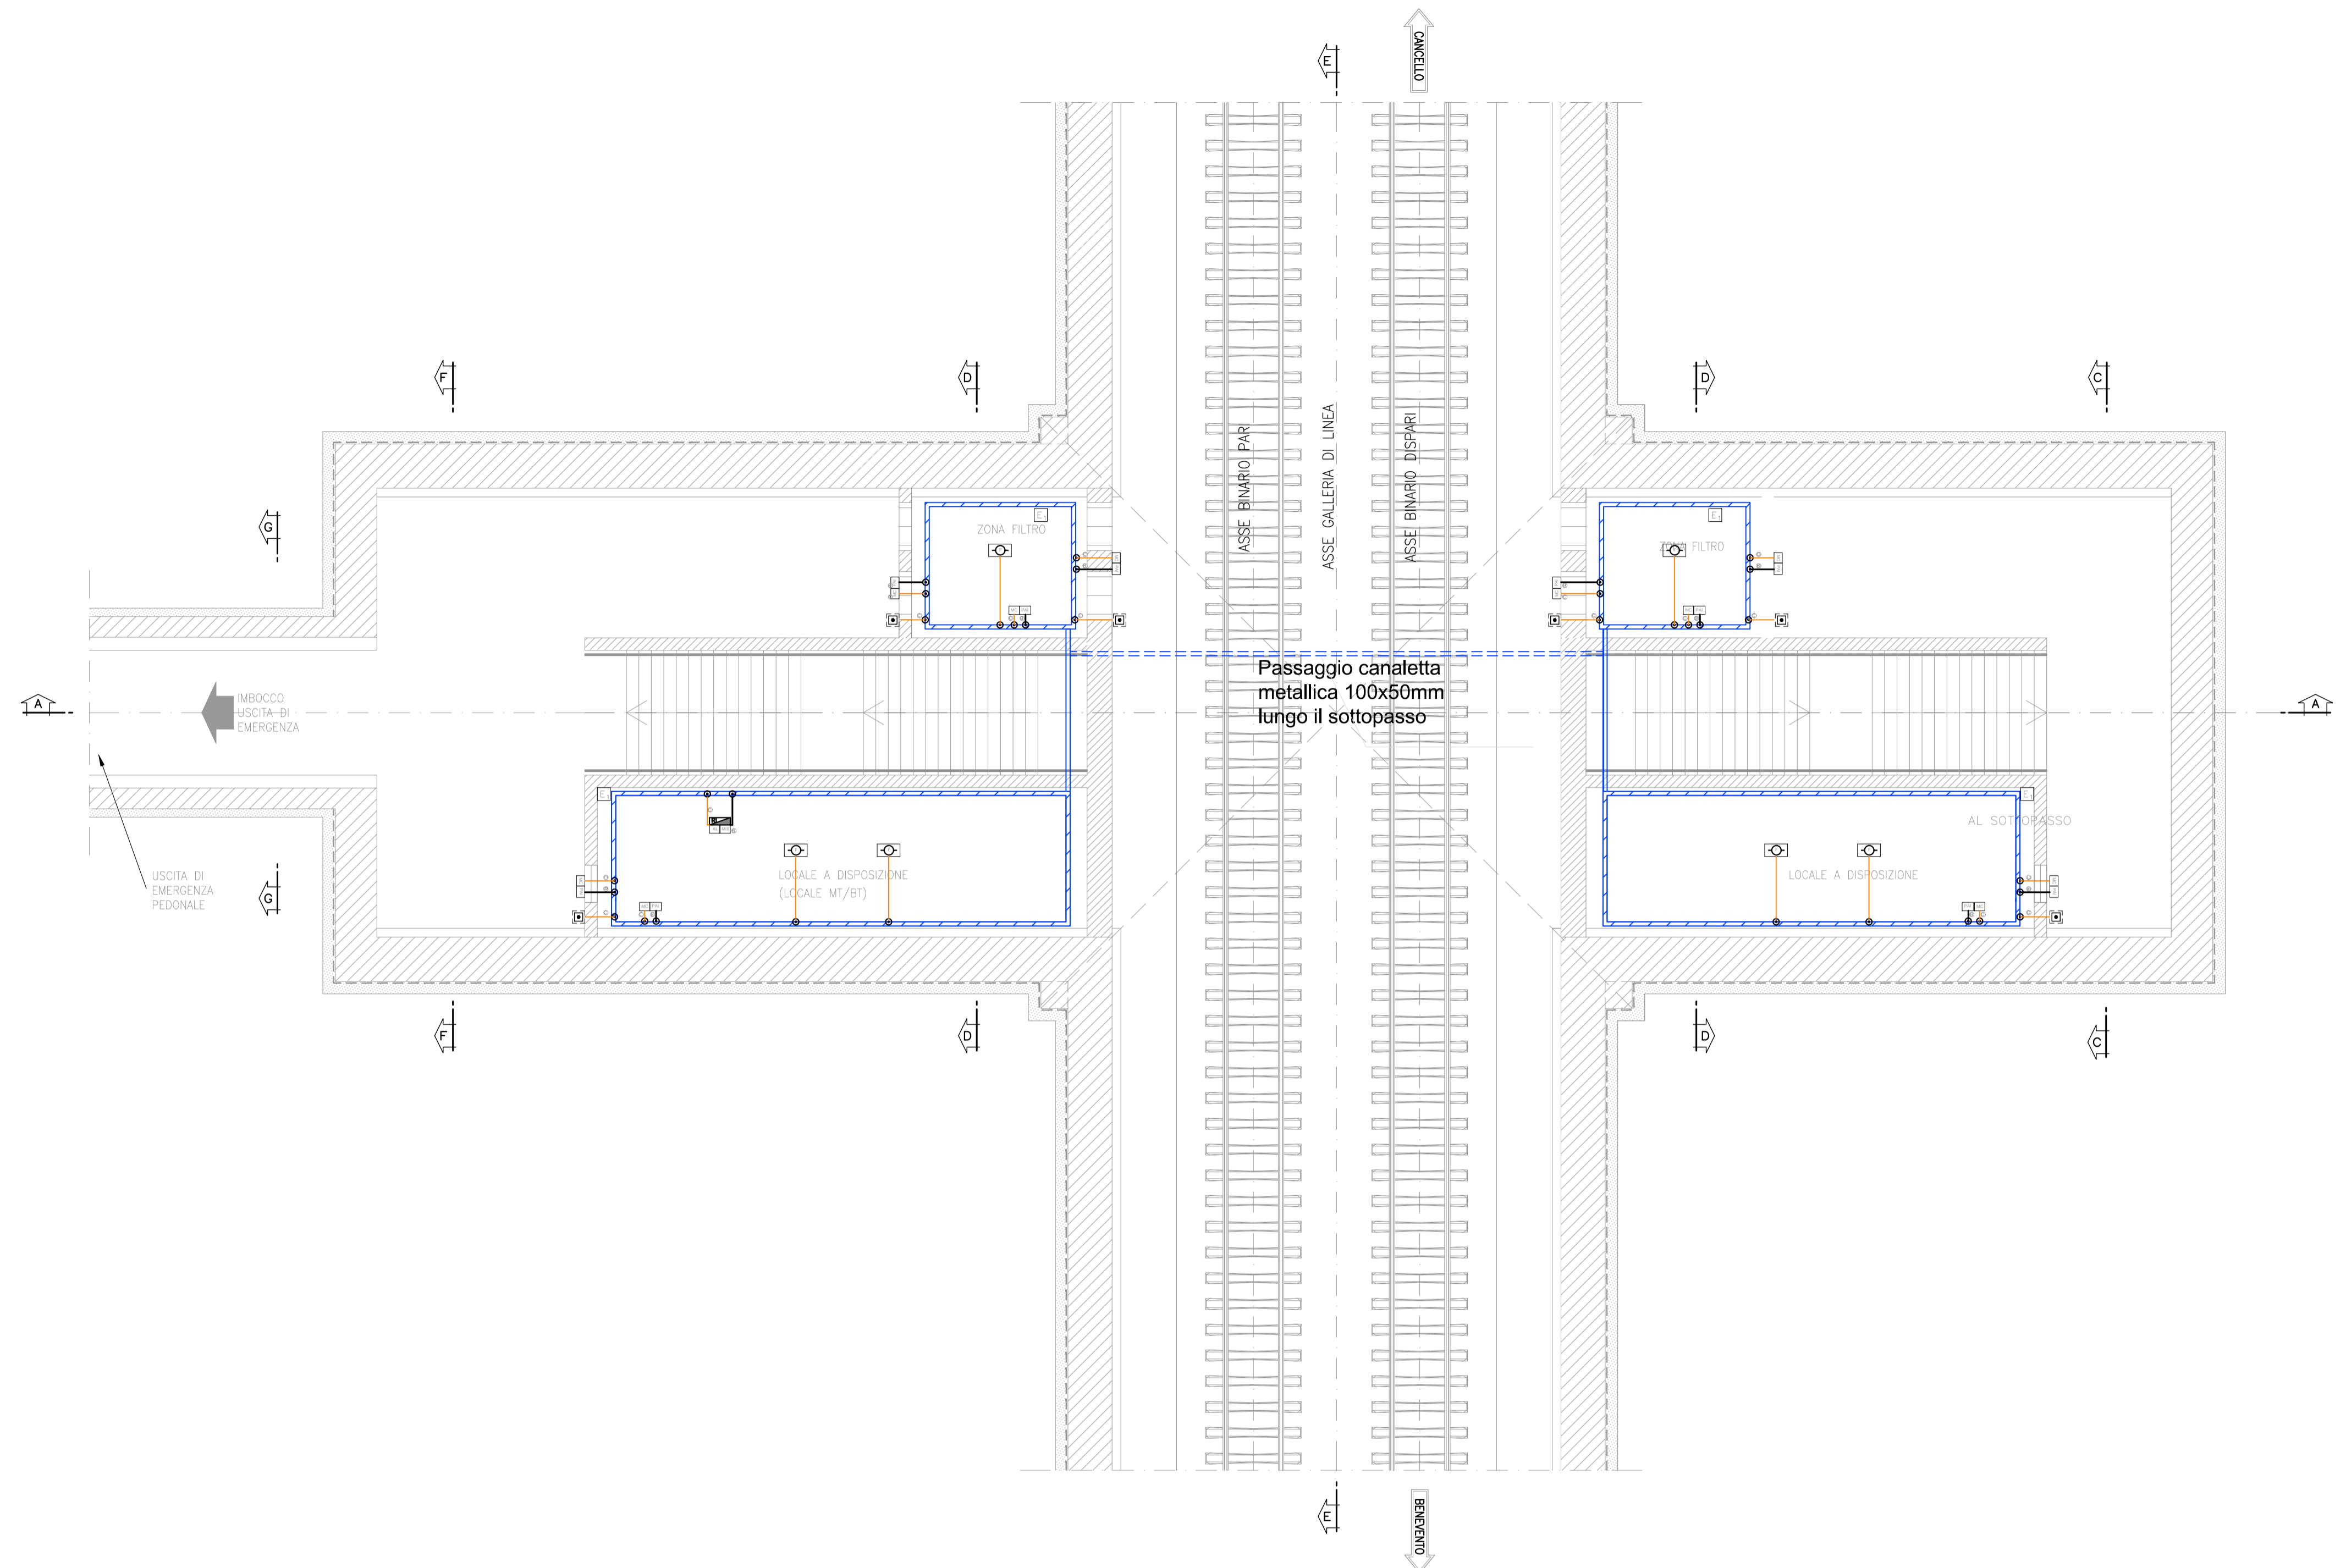 CANCELLO
E
F
D
D
C
ASSE BINARIO PARI
ASSE GALLERIA DI LINEA
ASSE BINARIO DISPARI
G
ZONA FILTRO
ZONA FILTRO
Passaggio canaletta
metallica 100x50mm
lungo il sottopasso
A
IMBOCCO
USCITA DI
EMERGENZA
A
AL SOTTOPASSO
USCITA DI
EMERGENZA
PEDONALE
G
LOCALE A DISPOSIZIONE
(LOCALE MT/BT)
LOCALE A DISPOSIZIONE
F
D
D
C
E
BENEVENTO